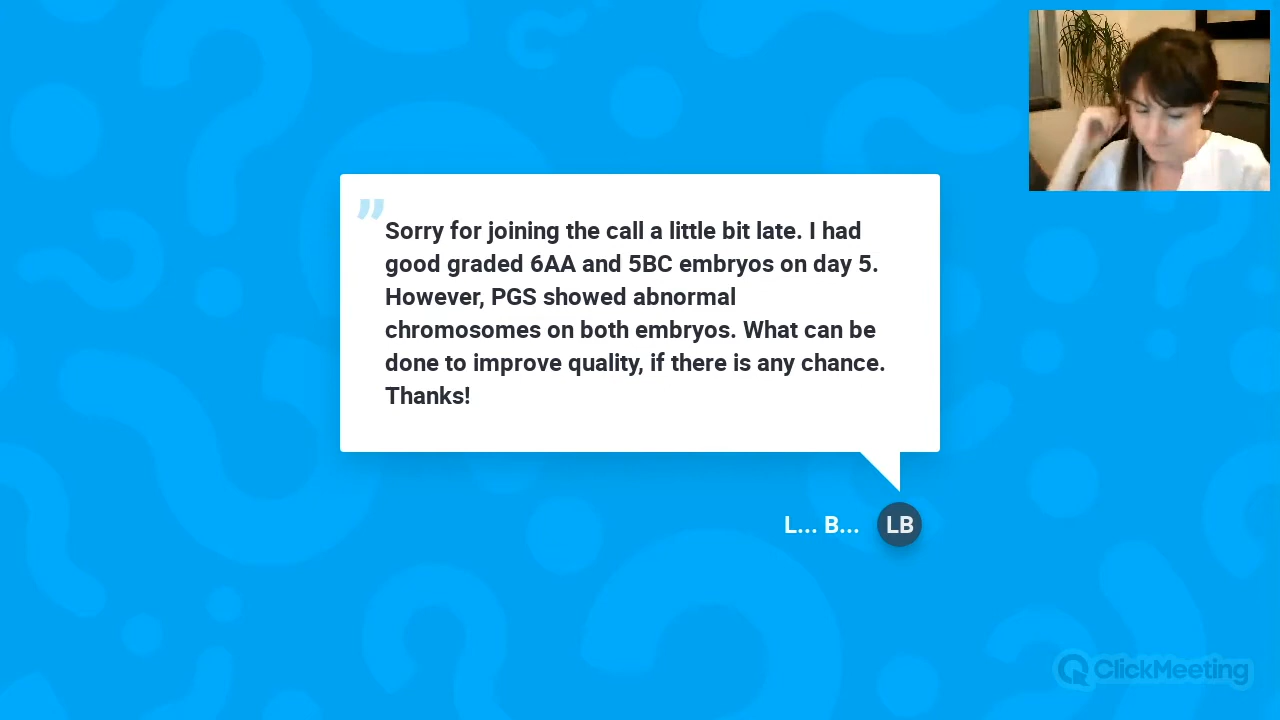 Sorry for joining the call a little bit late. I had
good graded 6AA and 5BC embryos on day 5.
However, PGS showed abnormal
chromosomes on both embryos. What can be
done to improve quality, if there is any chance.
Thanks!
L... B... LB
ClickMeeting